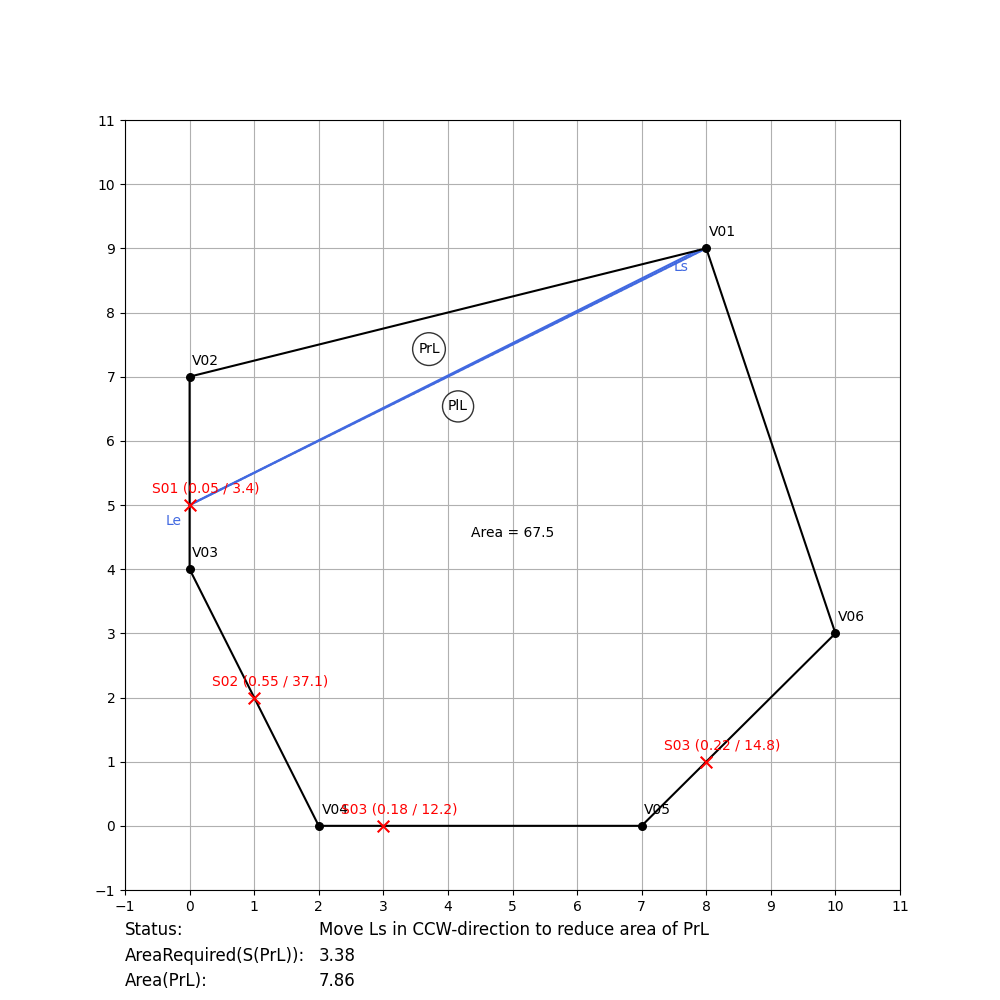 11
10
9
8
7
6
5
4
3
2
1
0
−1
−1 0 1 2 3 4 5 6 7 8 9 10 11
V01
Ls
PrL
V02
PlL
S01 (0.05 / 3.4)
Le
Area = 67.5
V03
V06
S02 (0.55 / 37.1)
S03 (0.22 / 14.8)
V04
S03 (0.18 / 12.2)
V05
Status: Move Ls in CCW-direction to reduce area of PrL
AreaRequired(S(PrL)): 3.38
Area(PrL): 7.86